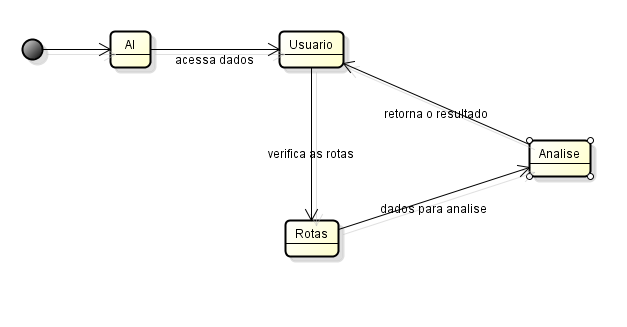 AI
Usuario
acessa dados
retorna o resultado
verifica as rotas
Analise
dados para analise
Rotas